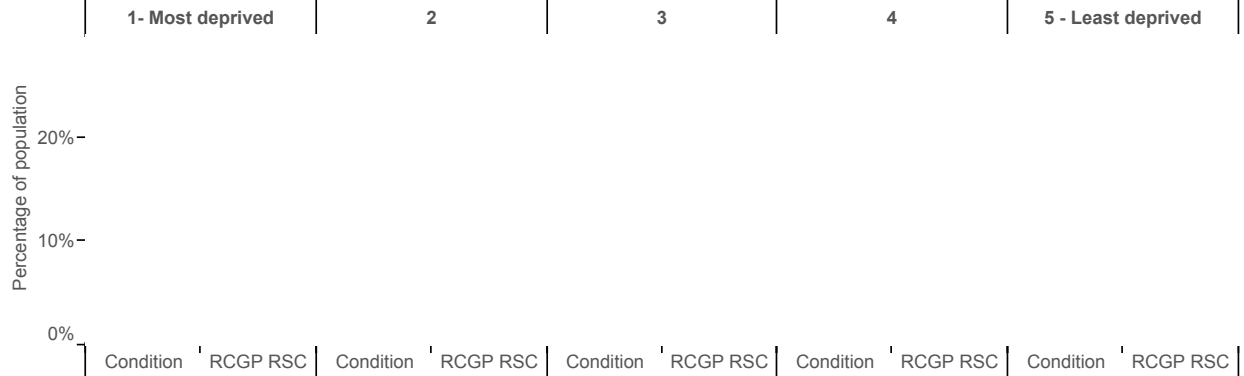 1- Most deprived 2 3 4 5 - Least deprived
Percentage of population
20%
10%
0%
Condition RCGP RSC Condition RCGP RSC Condition RCGP RSC Condition RCGP RSC Condition RCGP RSC